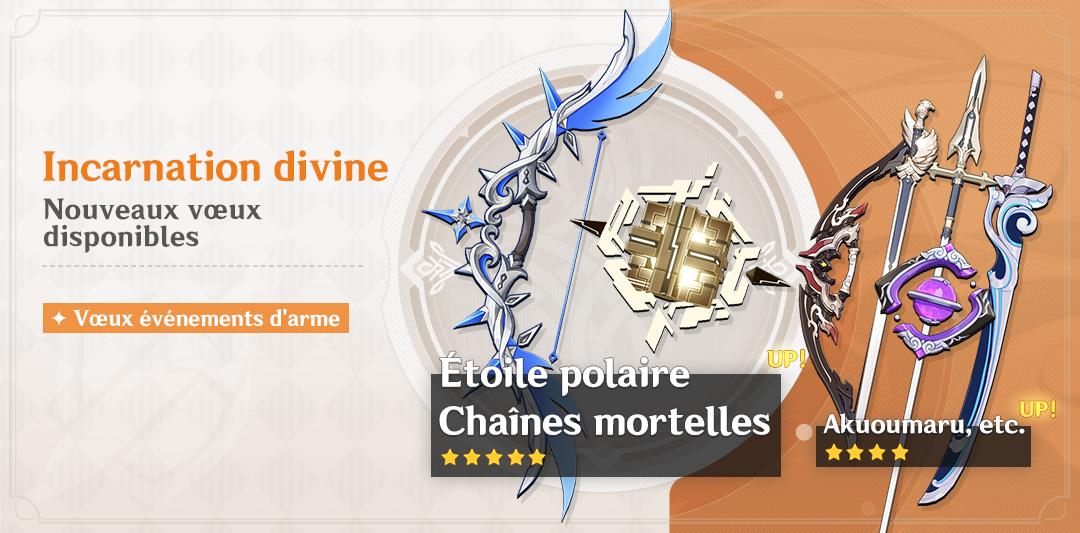 Incarnation divine
Nouveaux vœux
disponibles
✦ Vœux événements d'arme
Étoile polaire
Chaînes mortelles
UP!
Akuoumaru, etc.
UP!